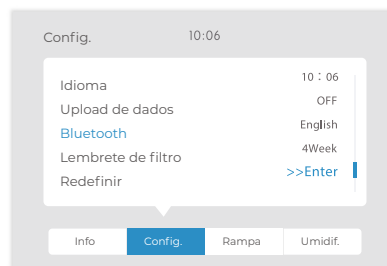 Config. 10:06
Idioma 10 : 06
Upload de dados OFF
Bluetooth English
Lembrete de filtro 4Week
Redefinir >>Enter
Info Config. Rampa Umidif.